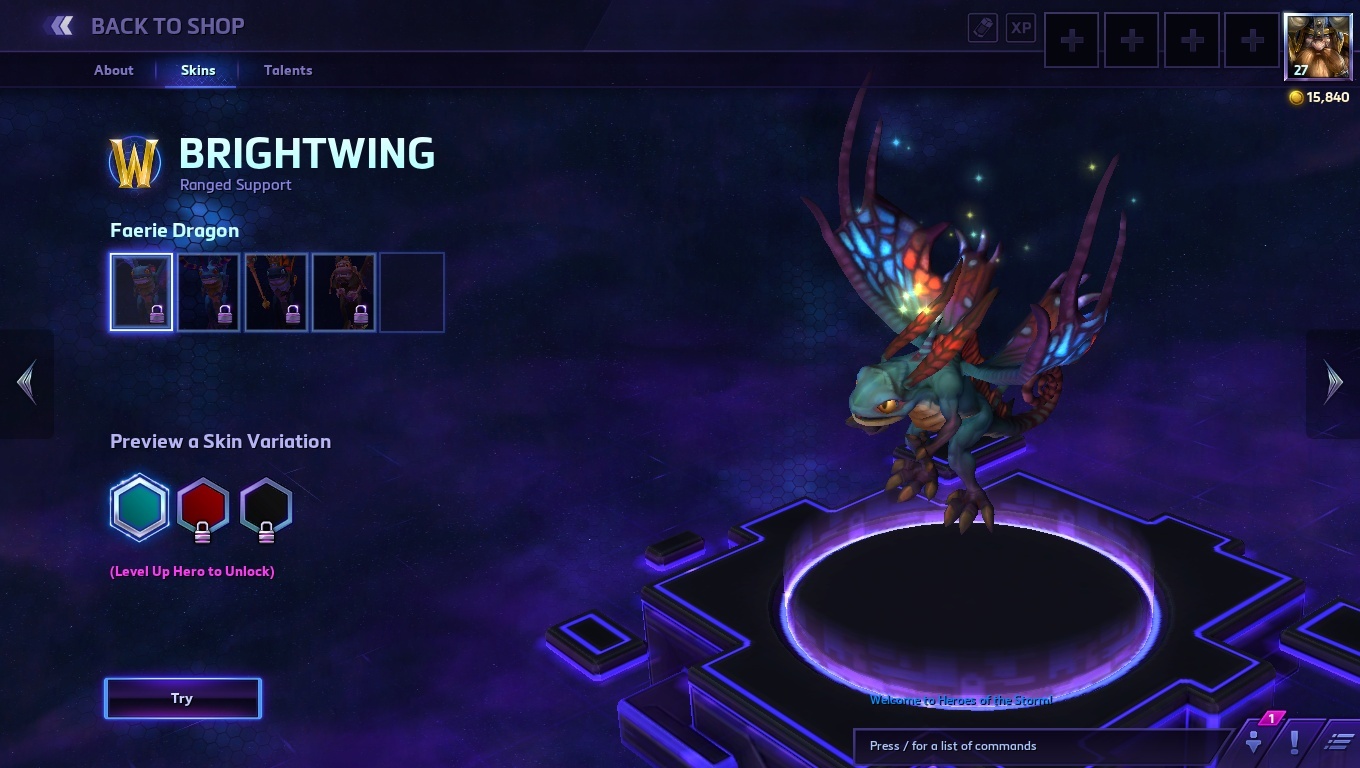 BACK TO SHOP
XP
About
Skins
Talents
27
15,840
W
BRIGHTWING
Ranged Support
Faerie Dragon
Preview a Skin Variation
(Level Up Hero to Unlock)
Try
Welcome to Heroes of the Storm!
1
Press / for a list of commands